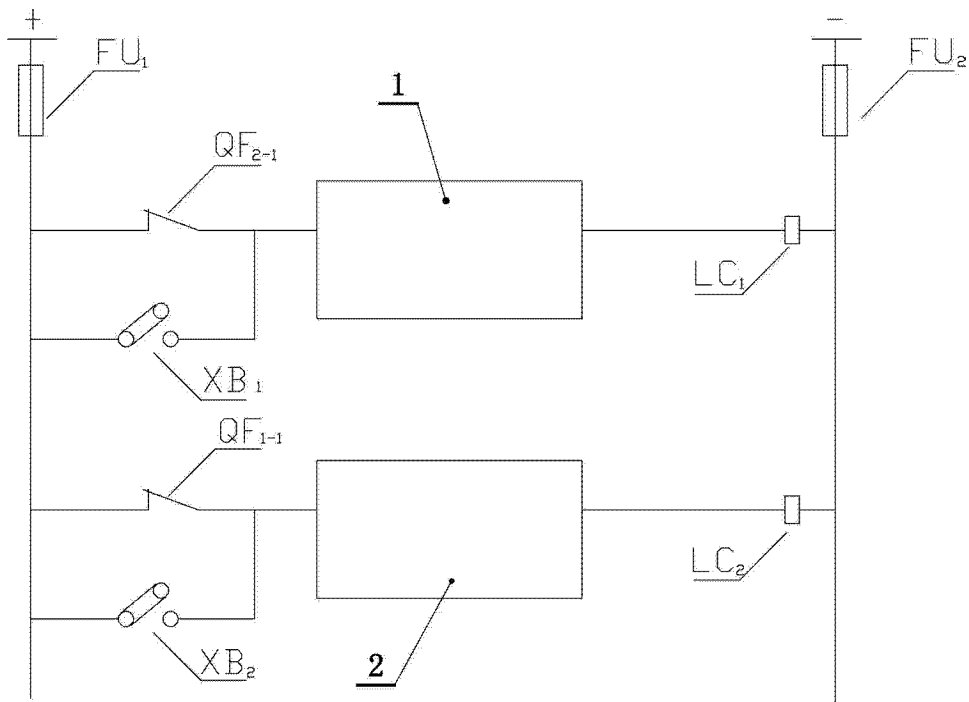 +
-
FU₁
FU₂
1
QF₂₋₁
LC₁
XB₁
QF₁₋₁
LC₂
XB₂
2